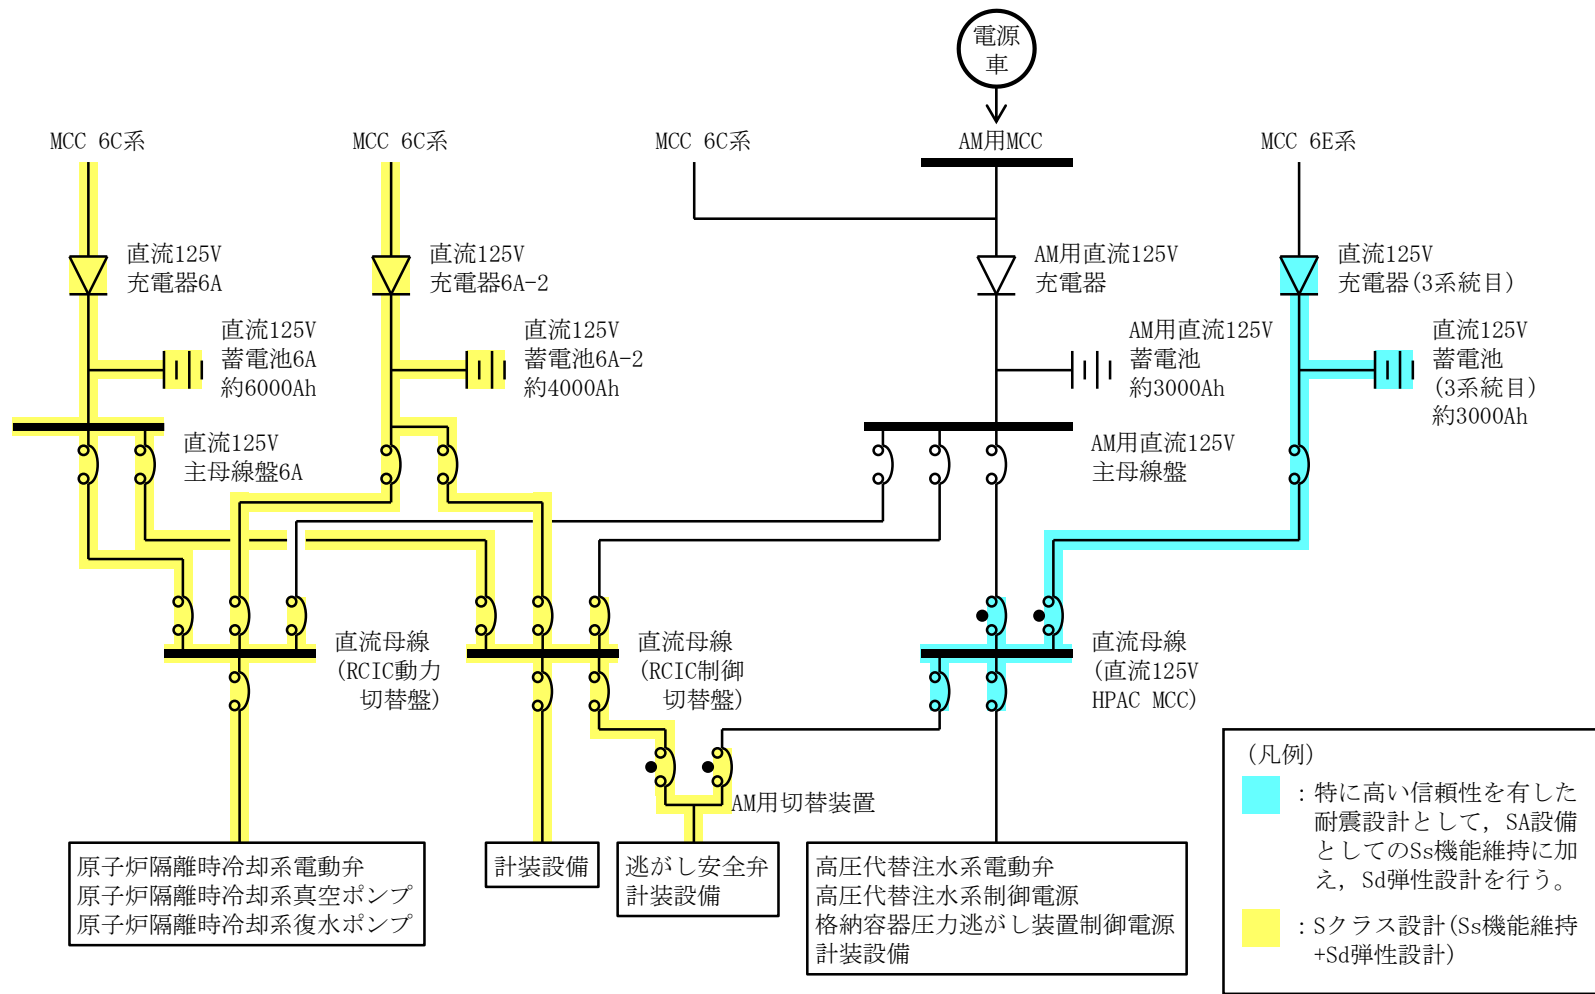 電源
車
MCC 6C系
MCC 6C系
MCC 6C系
AM用MCC
MCC 6E系
直流125V
充電器6A
直流125V
充電器6A-2
AM用直流125V
充電器
直流125V
充電器(3系統目)
直流125V
蓄電池6A
約6000Ah
直流125V
蓄電池6A-2
約4000Ah
AM用直流125V
蓄電池
約3000Ah
直流125V
蓄電池
(3系統目)
約3000Ah
直流125V
主母線盤6A
AM用直流125V
主母線盤
直流母線
(RCIC動力
切替盤)
直流母線
(RCIC制御
切替盤)
直流母線
(直流125V
HPAC MCC)
AM用切替装置
原子炉隔離時冷却系電動弁
原子炉隔離時冷却系真空ポンプ
原子炉隔離時冷却系復水ポンプ
計装設備
逃がし安全弁
計装設備
高圧代替注水系電動弁
高圧代替注水系制御電源
格納容器圧力逃がし装置制御電源
計装設備
(凡例)
：特に高い信頼性を有した
耐震設計として，SA設備
としてのSs機能維持に加
え，Sd弾性設計を行う。
：Sクラス設計(Ss機能維持
+Sd弾性設計)